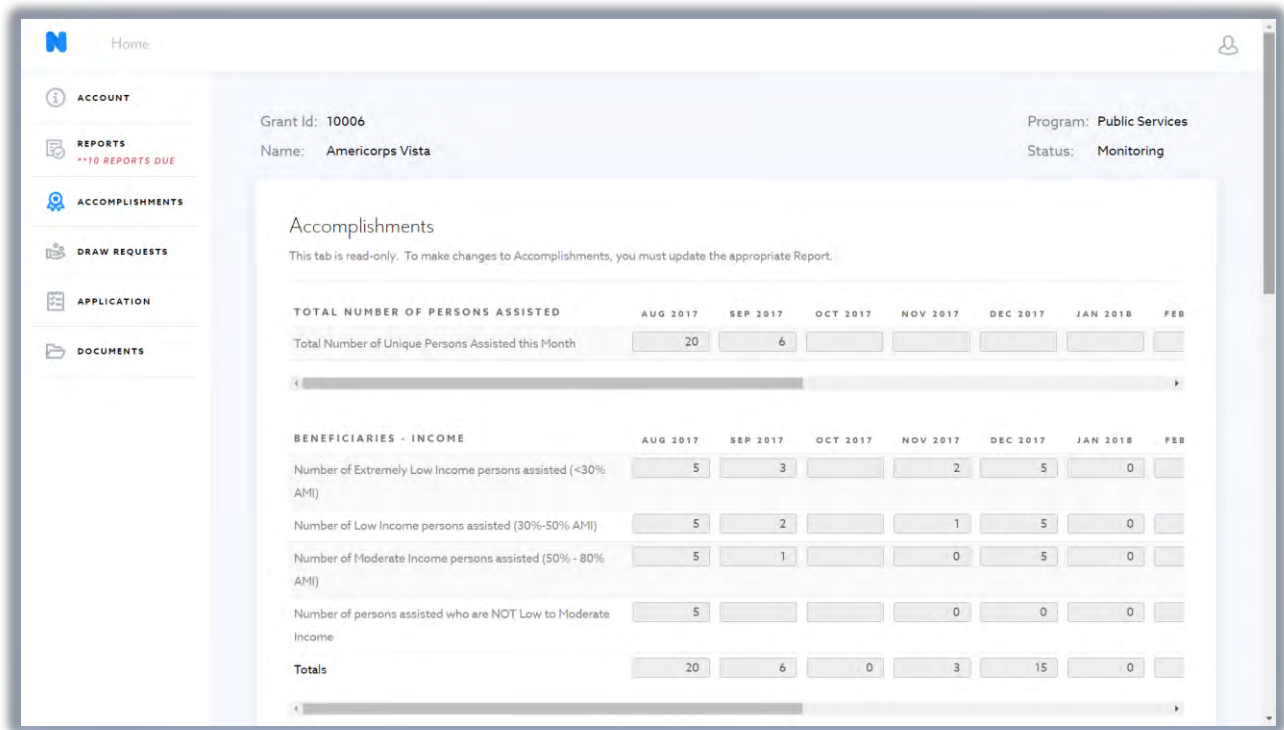 N Home
ACCOUNT
REPORTS
**10 REPORTS DUE
ACCOMPLISHMENTS
DRAW REQUESTS
APPLICATION
DOCUMENTS
Grant Id: 10006
Name: Americorps Vista
Program: Public Services
Status: Monitoring
Accomplishments
This tab is read-only. To make changes to Accomplishments, you must update the appropriate Report.
TOTAL NUMBER OF PERSONS ASSISTED AUG 2017 SEP 2017 OCT 2017 NOV 2017 DEC 2017 JAN 2018 FEB
Total Number of Unique Persons Assisted this Month 20 6
BENEFICIARIES - INCOME AUG 2017 SEP 2017 OCT 2017 NOV 2017 DEC 2017 JAN 2018 FEB
Number of Extremely Low Income persons assisted (<30% 5 3 2 5 0
AMI)
Number of Low Income persons assisted (30%-50% AMI) 5 2 1 5 0
Number of Moderate Income persons assisted (50% - 80% 5 1 0 5 0
AMI)
Number of persons assisted who are NOT Low to Moderate 5 0 0 0
Income
Totals 20 6 0 3 15 0